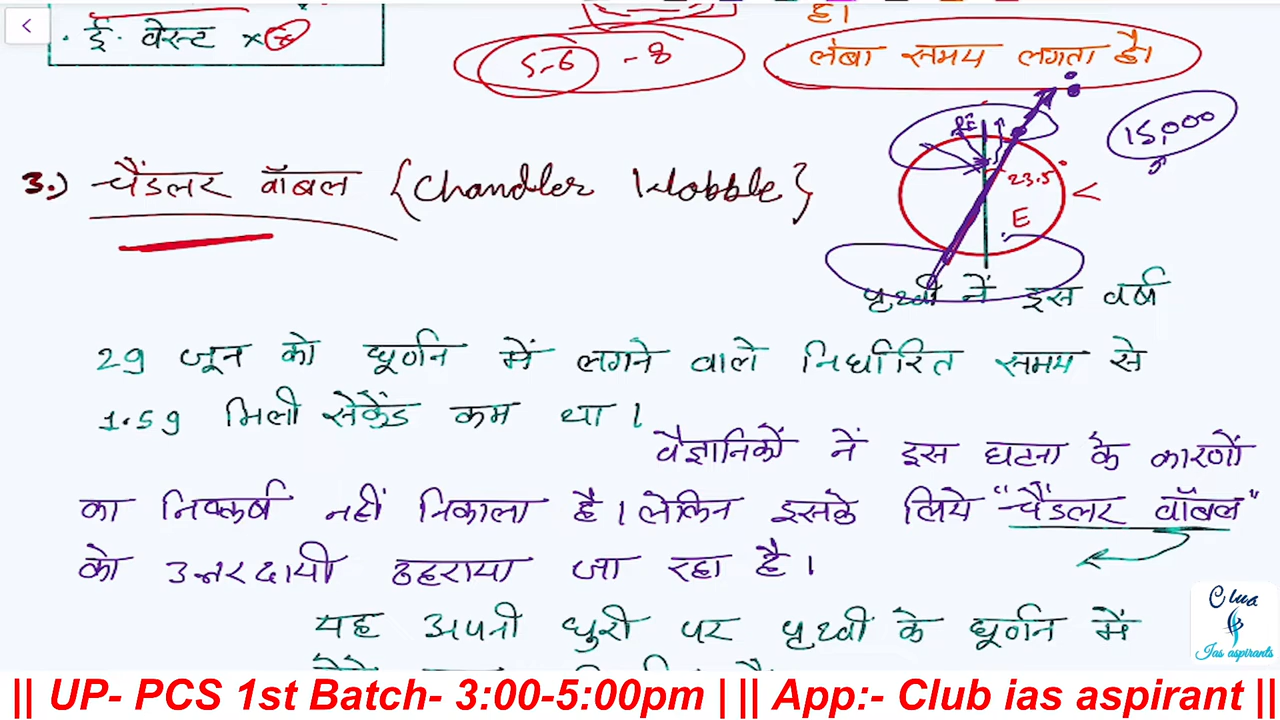 है।
· ई· वेस्ट ××
5-6 - 8
लंबा समय लगता है।
15,000
23.5
E
3.) चैंडलर वॉबल {Chandler Wobble}
पृथ्वी नें इस वर्ष
29 जून को घूर्णन में लगने वाले निर्धारित समय से
1.59 मिली सेकैंड कम था।
वैज्ञानिकों नें इस घटना के कारणों
का निष्कर्ष नहीं निकाला है। लेकिन इसके लिये "चैंडलर वॉबल"
को उत्तरदायी ठहराया जा रहा है।
यह अपनी धुरी पर पृथ्वी के घूर्णन में
Club
Ias aspirants
|| UP- PCS 1st Batch- 3:00-5:00pm | || App:- Club ias aspirant ||